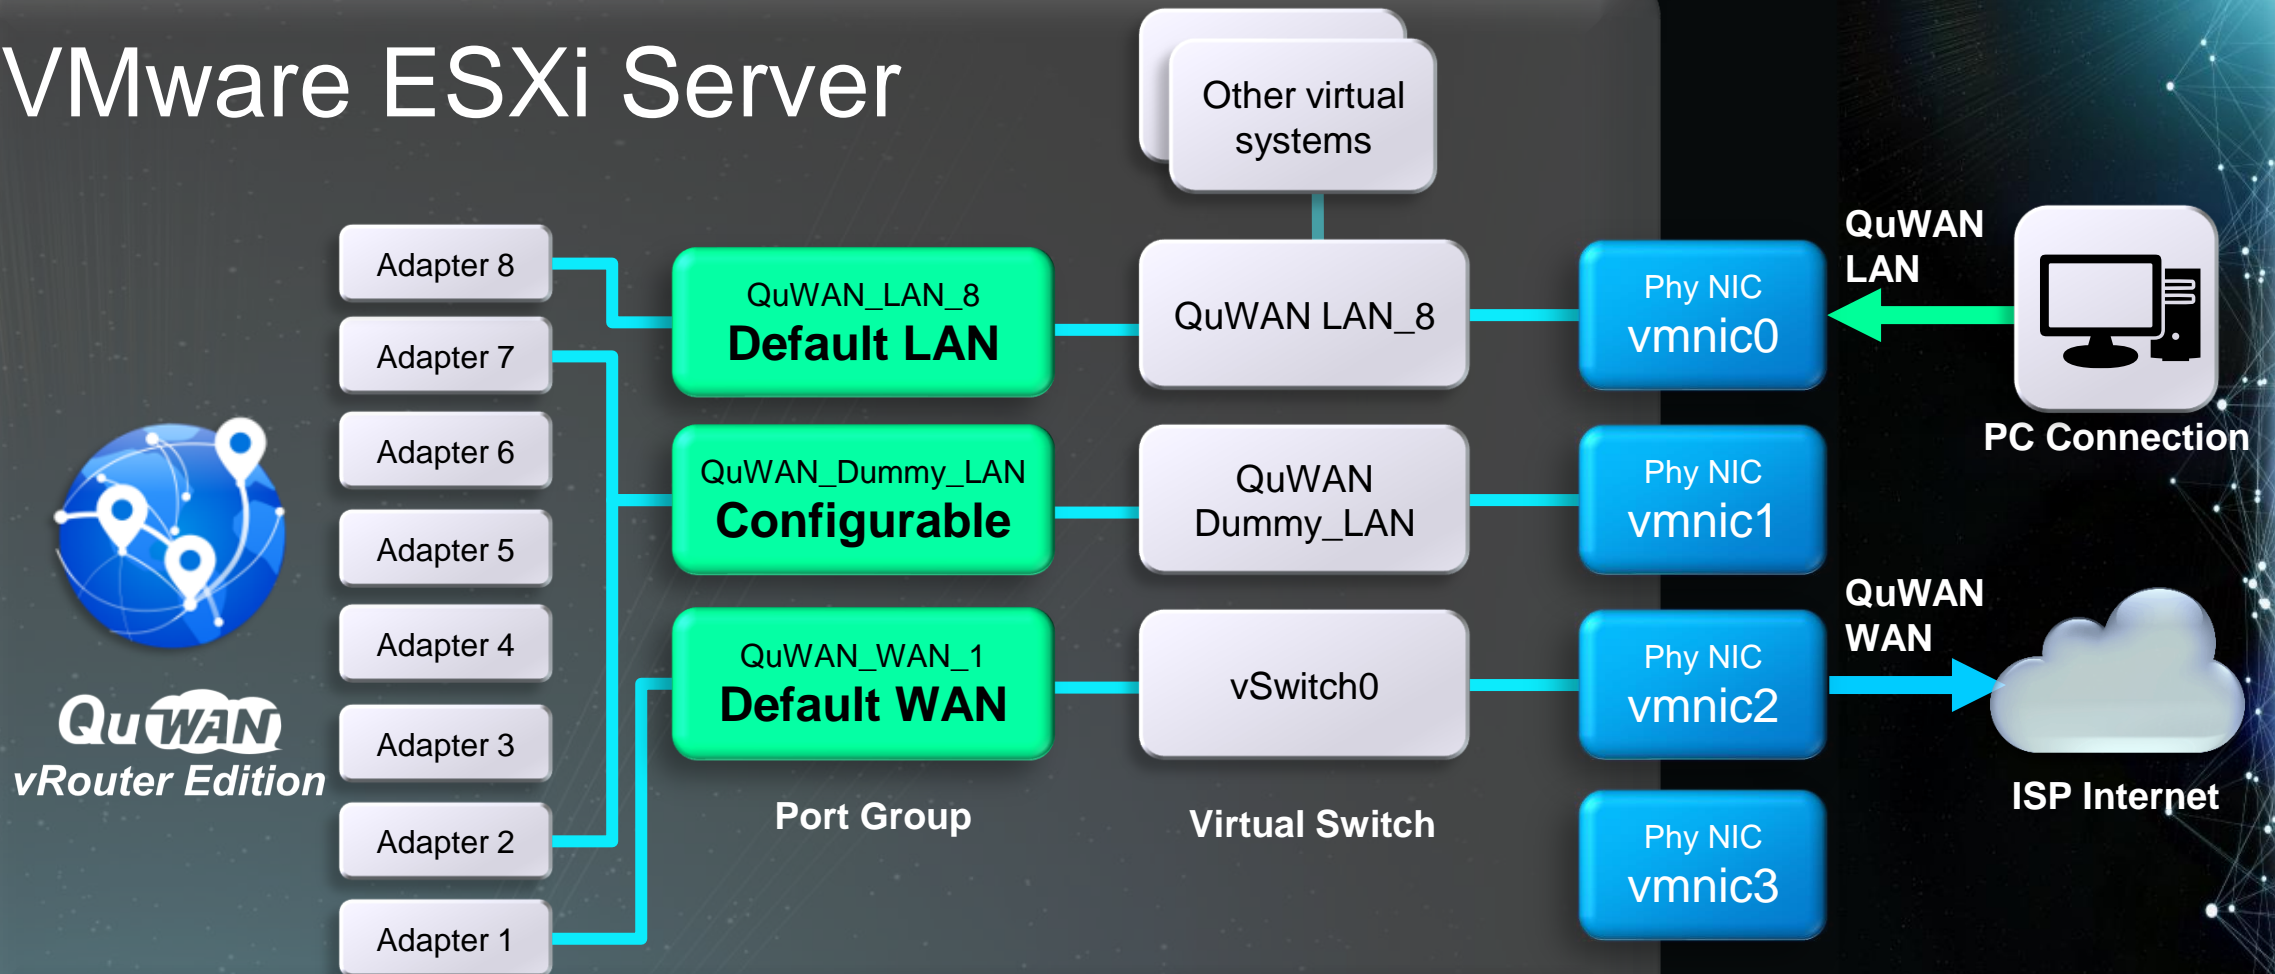 VMware ESXi Server
Other virtual
systems
Adapter 8
Adapter 7
Adapter 6
Adapter 5
Adapter 4
Adapter 3
Adapter 2
Adapter 1
QuWAN
vRouter Edition
QuWAN_LAN_8
Default LAN
QuWAN_Dummy_LAN
Configurable
QuWAN_WAN_1
Default WAN
Port Group
QuWAN LAN_8
QuWAN
Dummy_LAN
vSwitch0
Virtual Switch
Phy NIC
vmnic0
Phy NIC
vmnic1
Phy NIC
vmnic2
Phy NIC
vmnic3
QuWAN
LAN
PC Connection
QuWAN
WAN
ISP Internet